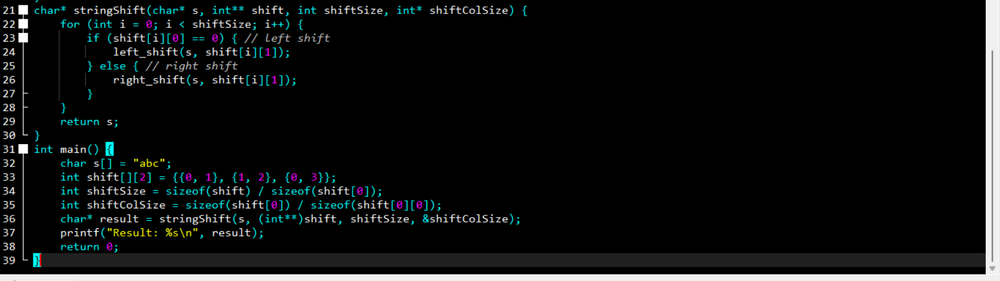 21 char* stringShift(char* s, int** shift, int shiftSize, int* shiftColSize) {
22     for (int i = 0; i < shiftSize; i++) {
23         if (shift[i][0] == 0) { // left shift
24             left_shift(s, shift[i][1]);
25         } else { // right shift
26             right_shift(s, shift[i][1]);
27         }
28     }
29     return s;
30 }
31 int main() {
32     char s[] = "abc";
33     int shift[][2] = {{0, 1}, {1, 2}, {0, 3}};
34     int shiftSize = sizeof(shift) / sizeof(shift[0]);
35     int shiftColSize = sizeof(shift[0]) / sizeof(shift[0][0]);
36     char* result = stringShift(s, (int**)shift, shiftSize, &shiftColSize);
37     printf("Result: %s\n", result);
38     return 0;
39 }